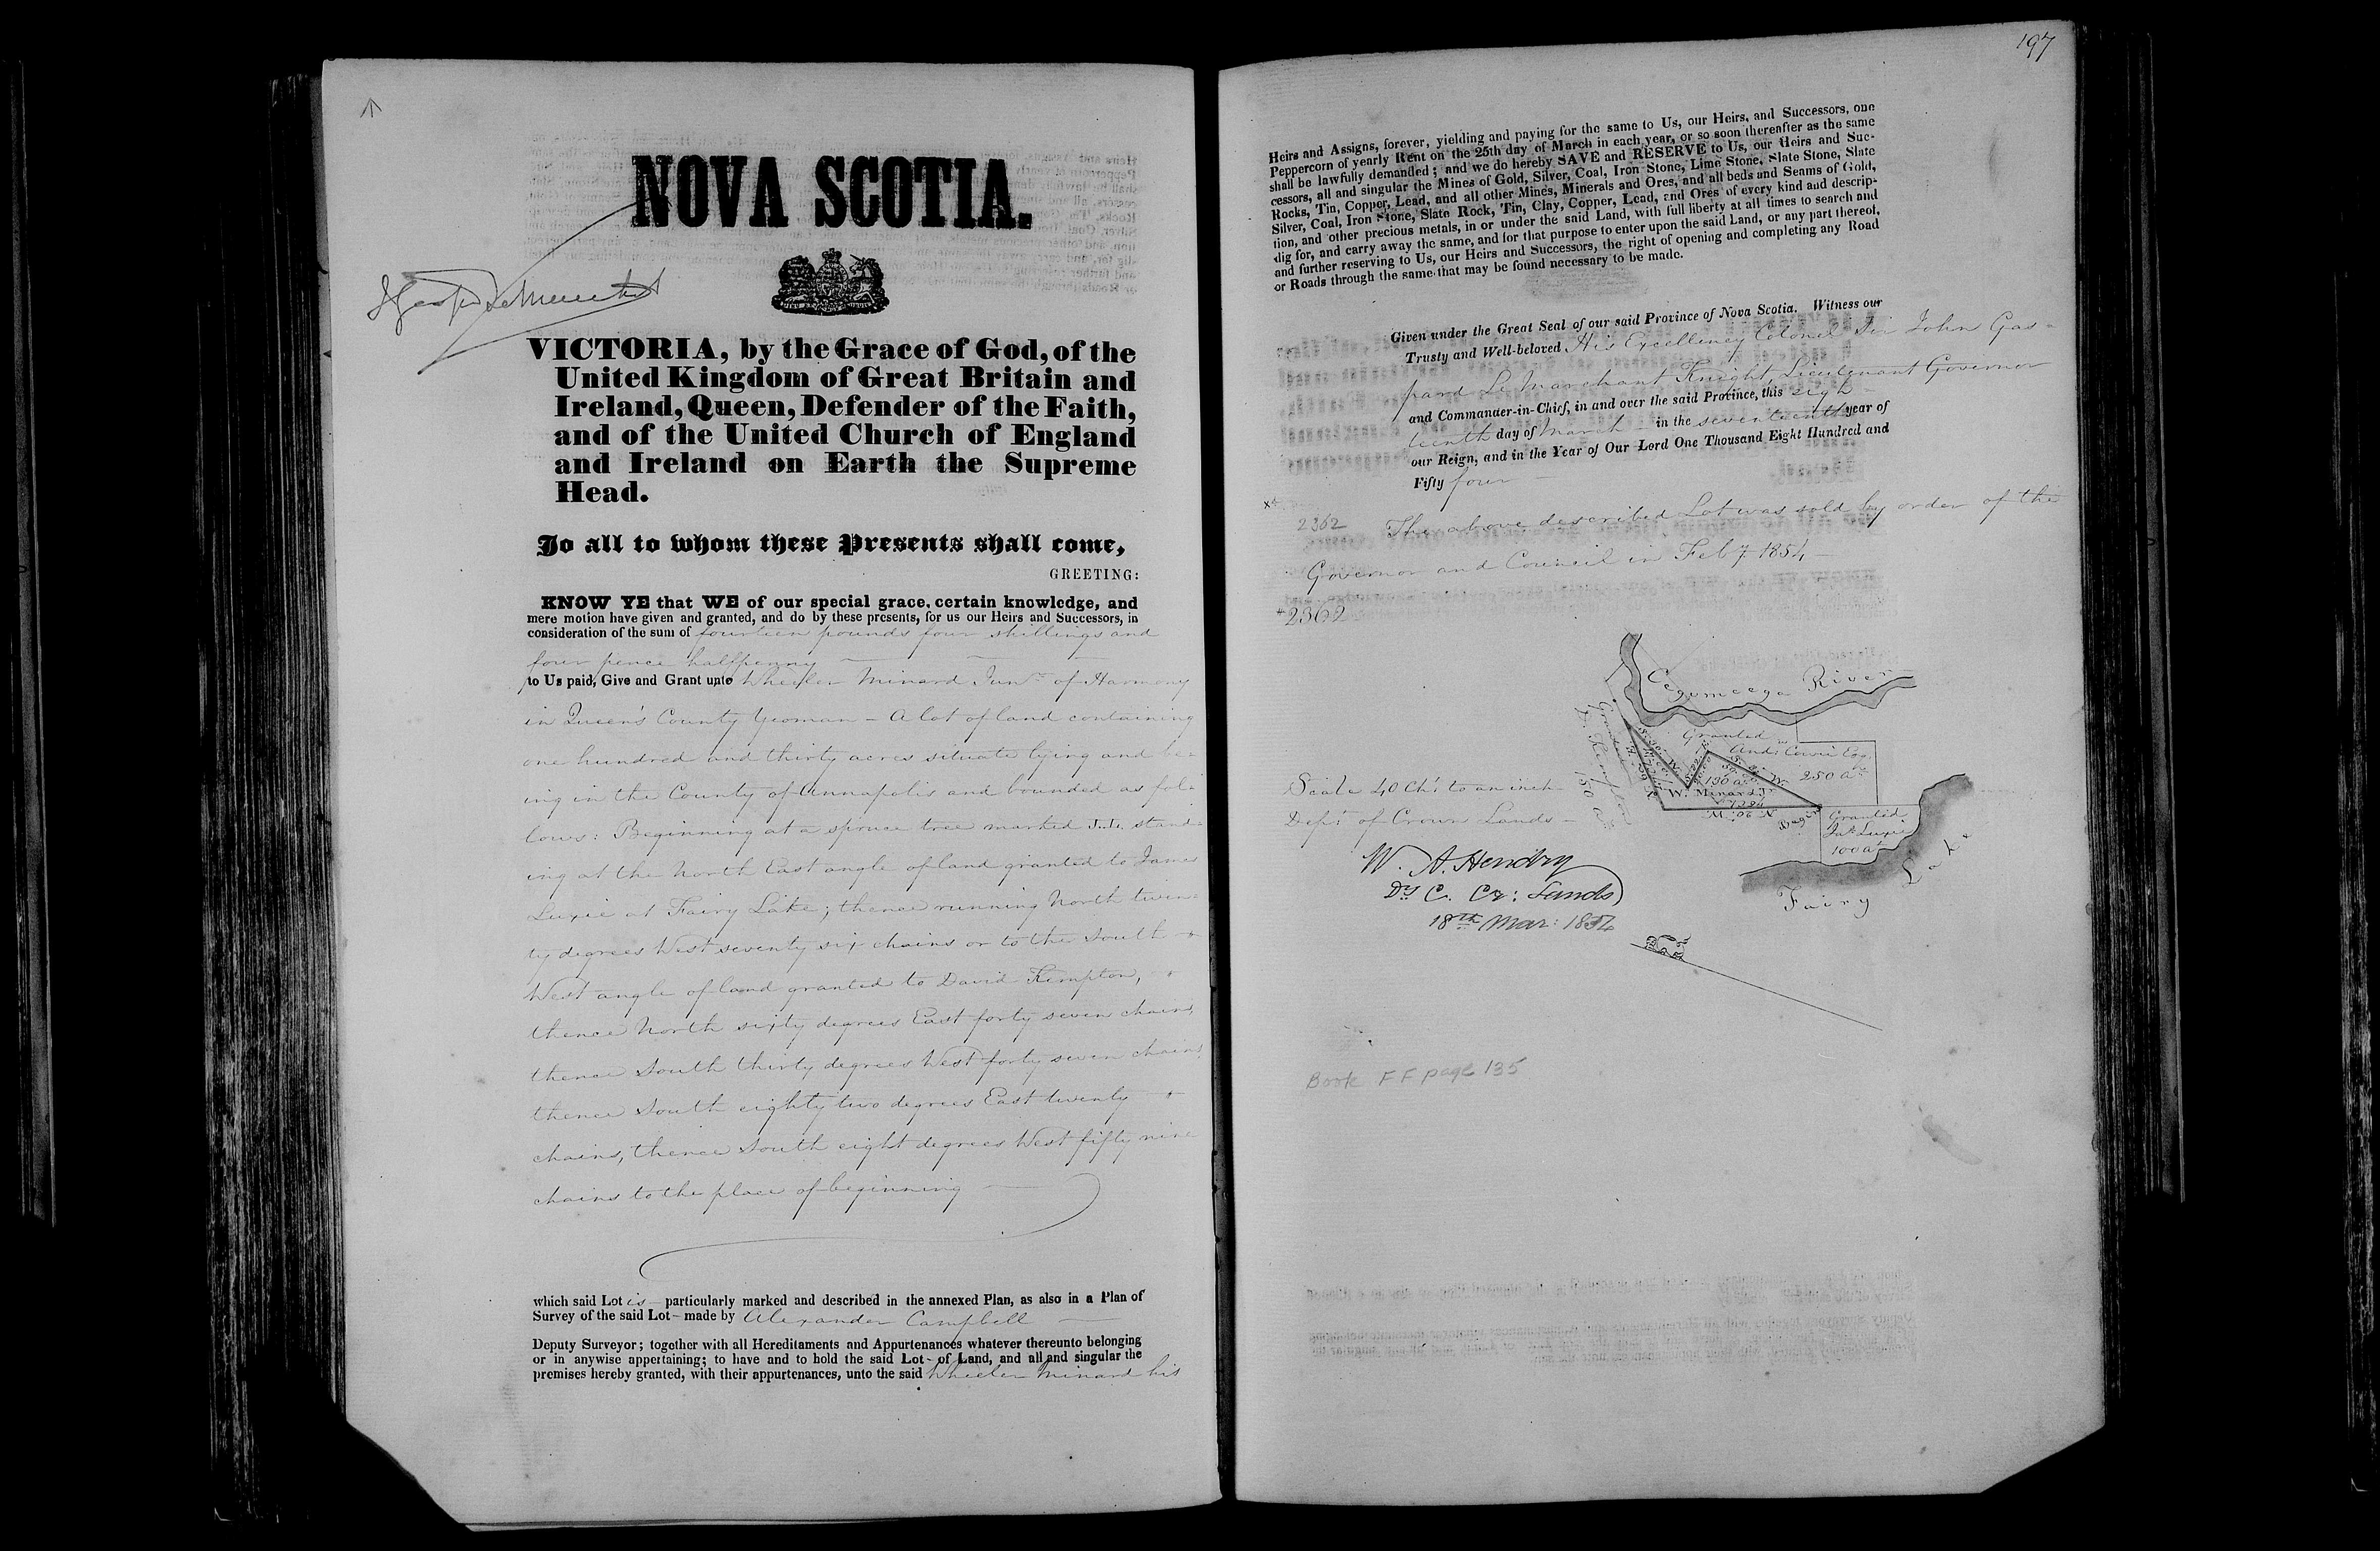 NOVA SCOTIA.
VICTORIA, by the Grace of God, of the
United Kingdom of Great Britain and
Ireland, Queen, Defender of the Faith,
and of the United Church of England
and Ireland on Earth the Supreme
Head.
To all to whom these Presents shall come,
GREETING:
KNOW YE that WE of our special grace, certain knowledge, and
mere motion have given and granted, and do by these presents, for us our Heirs and Successors, in
consideration of the sum of fourteen pounds four shillings and
four pence halfpenny
to Us paid, Give and Grant unto Wheeler Minard Junr of Harmony
in Queen's County Yeoman - A lot of land containing
one hundred and thirty acres situate lying and be-
ing in the County of Annapolis and bounded as fol-
lows: Beginning at a spruce tree marked J.L. stand-
ing at the North East angle of land granted to James
Luxie at Fairy Lake; thence running North twen-
ty degrees West seventy six chains or to the South
West angle of land granted to David Kempton,
thence North sixty degrees East forty seven chains,
thence South thirty degrees West forty seven chains,
thence South eighty two degrees East twenty
chains, thence South eight degrees West fifty nine
chains to the place of beginning
which said Lot is particularly marked and described in the annexed Plan, as also in a Plan of
Survey of the said Lot - made by Alexander Campbell
Deputy Surveyor; together with all Hereditaments and Appurtenances whatever thereunto belonging
or in anywise appertaining; to have and to hold the said Lot - of Land, and all and singular the
premises hereby granted, with their appurtenances, unto the said Wheeler Minard his
197
Heirs and Assigns, forever, yielding and paying for the same to Us, our Heirs, and Successors, one
Peppercorn of yearly Rent on the 25th day of March in each year, or so soon thereafter as the same
shall be lawfully demanded; and we do hereby SAVE and RESERVE to Us, our Heirs and Suc-
cessors, all and singular the Mines of Gold, Silver, Coal, Iron Stone, Lime Stone, Slate Stone, Slate
Rocks, Tin, Copper, Lead, and all other Mines, Minerals and Ores, and all beds and Seams of Gold,
Silver, Coal, Iron Stone, Slate Rock, Tin, Clay, Copper, Lead, and Ores of every kind and descrip-
tion, and other precious metals, in or under the said Land, with full liberty at all times to search and
dig for, and carry away the same, and for that purpose to enter upon the said Land, or any part thereof,
and further reserving to Us, our Heirs and Successors, the right of opening and completing any Road
or Roads through the same that may be found necessary to be made.
Given under the Great Seal of our said Province of Nova Scotia. Witness our
Trusty and Well-beloved His Excellency Colonel Sir John Gas-
pard Le Marchant Knight, Lieutenant Governor
and Commander-in-Chief, in and over the said Province, this eigh-
teenth day of March in the seventeenth year of
our Reign, and in the Year of Our Lord One Thousand Eight Hundred and
Fifty four
2362 The above described Lot was sold by order of the
Governor and Council in Feb 7 1854
2362
Cegumceega River
Granted
And: Cowie Esq.
250 as
130 as
W. Minard Jr
Granted
D. Kempton
150 as
Granted
Jas Luxie
100 as
Fairy Lake
Scale 40 Chs to an inch
Dept of Crown Lands
W. A. Hendry
Dy C. Cr: Lands
18th Mar: 1854
Book FF page 135